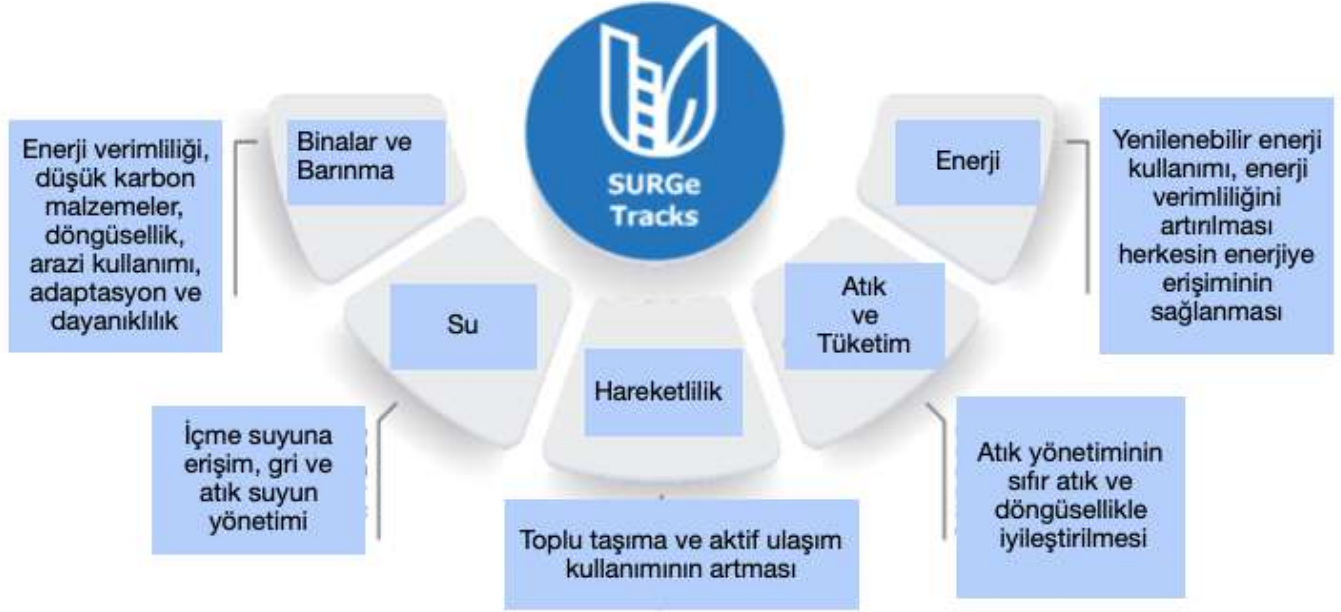 SURGe
Tracks
Binalar ve
Barınma
Enerji verimliliği,
düşük karbon
malzemeler,
döngüsellik,
arazi kullanımı,
adaptasyon ve
dayanıklılık
Su
İçme suyuna
erişim, gri ve
atık suyun
yönetimi
Hareketlilik
Toplu taşıma ve aktif ulaşım
kullanımının artması
Atık
ve
Tüketim
Atık yönetiminin
sıfır atık ve
döngüsellikle
iyileştirilmesi
Enerji
Yenilenebilir enerji
kullanımı, enerji
verimliliğini
artırılması
herkesin enerjiye
erişiminin
sağlanması